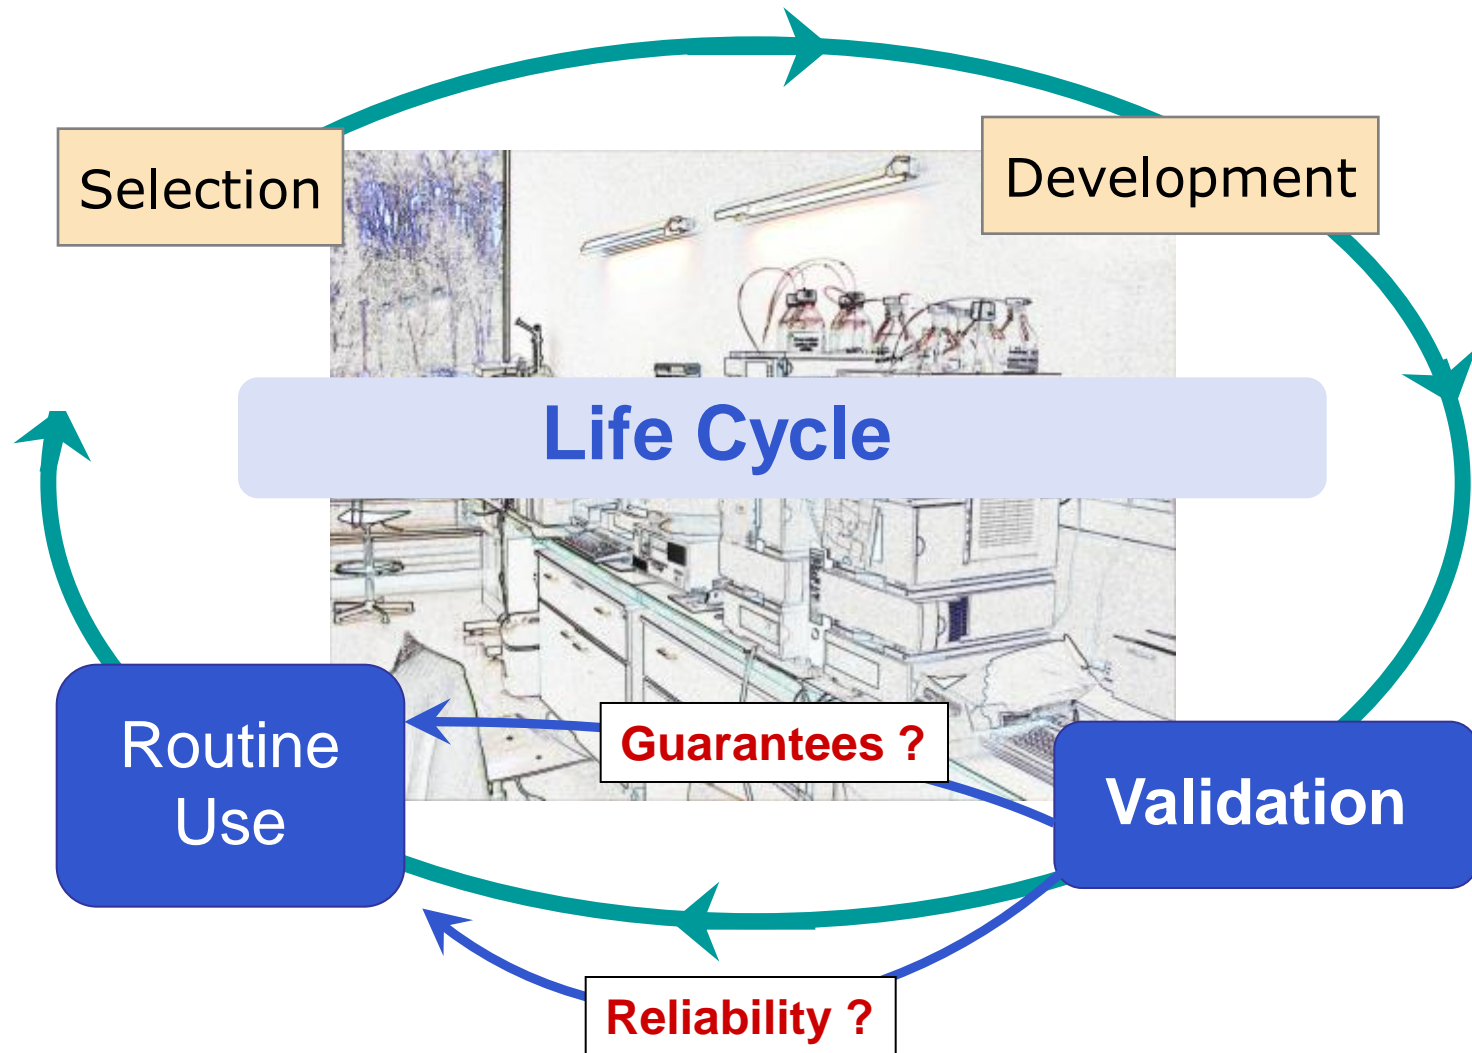 Selection
Development
Life Cycle
Routine
Use
Guarantees ?
Validation
Reliability ?